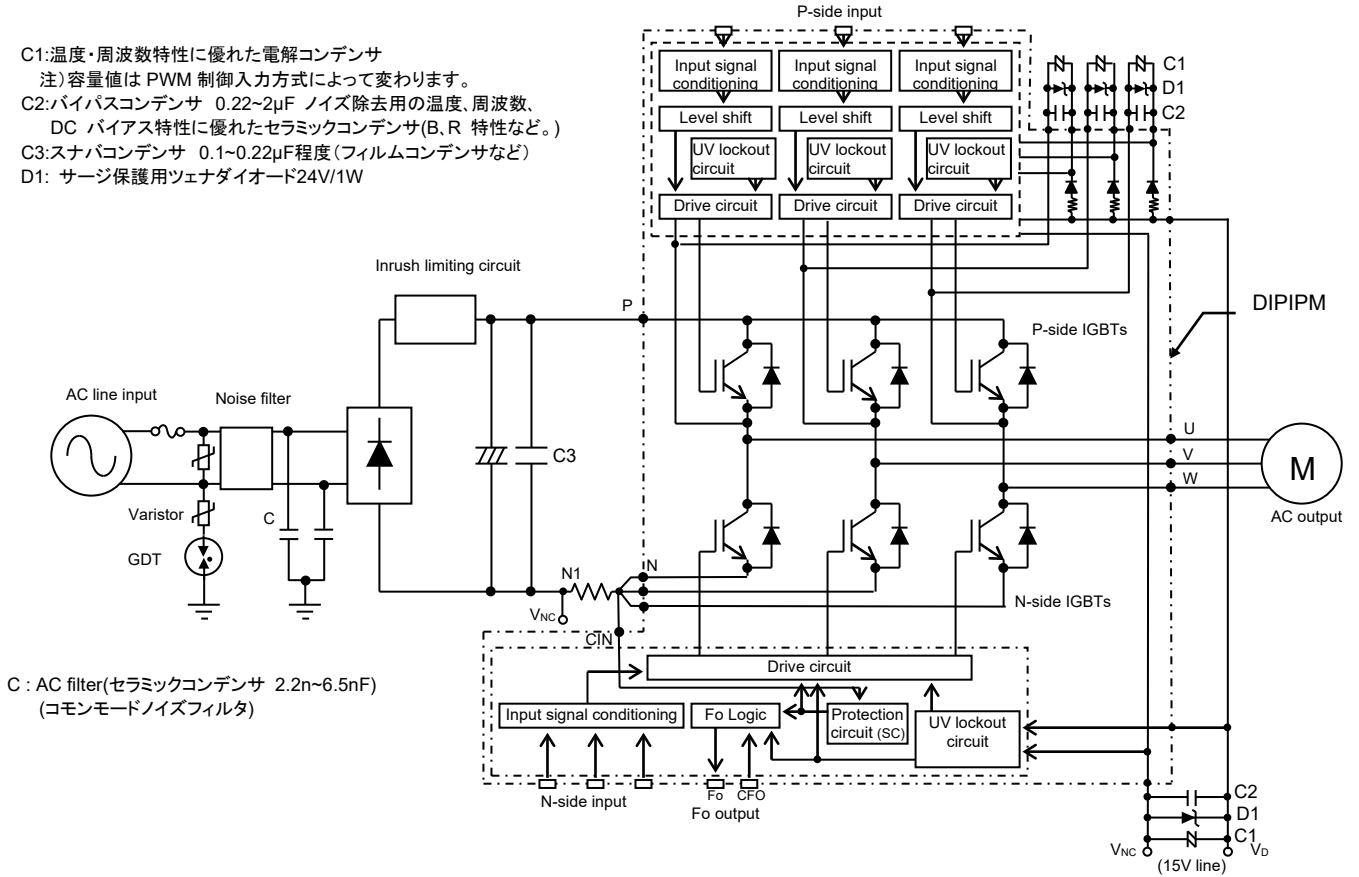 P-side input
C1:温度・周波数特性に優れた電解コンデンサ
注)容量値は PWM 制御入力方式によって変わります。
C2:バイパスコンデンサ 0.22~2μF ノイズ除去用の温度、周波数、
DC バイアス特性に優れたセラミックコンデンサ(B、R 特性など。)
C3:スナバコンデンサ 0.1~0.22μF程度(フィルムコンデンサなど)
D1: サージ保護用ツェナダイオード24V/1W
Input signal conditioning
Input signal conditioning
Input signal conditioning
Level shift
Level shift
Level shift
UV lockout circuit
UV lockout circuit
UV lockout circuit
Drive circuit
Drive circuit
Drive circuit
C1
D1
C2
Inrush limiting circuit
P
P-side IGBTs
DIPIPM
AC line input
Noise filter
C3
U
V
W
M
AC output
Varistor
C
GDT
N1
N
VNC
CIN
N-side IGBTs
C : AC filter(セラミックコンデンサ 2.2n~6.5nF)
(コモンモードノイズフィルタ)
Drive circuit
Input signal conditioning
Fo Logic
Protection circuit (SC)
UV lockout circuit
N-side input
Fo
CFO
Fo output
C2
D1
C1
VNC
VD
(15V line)